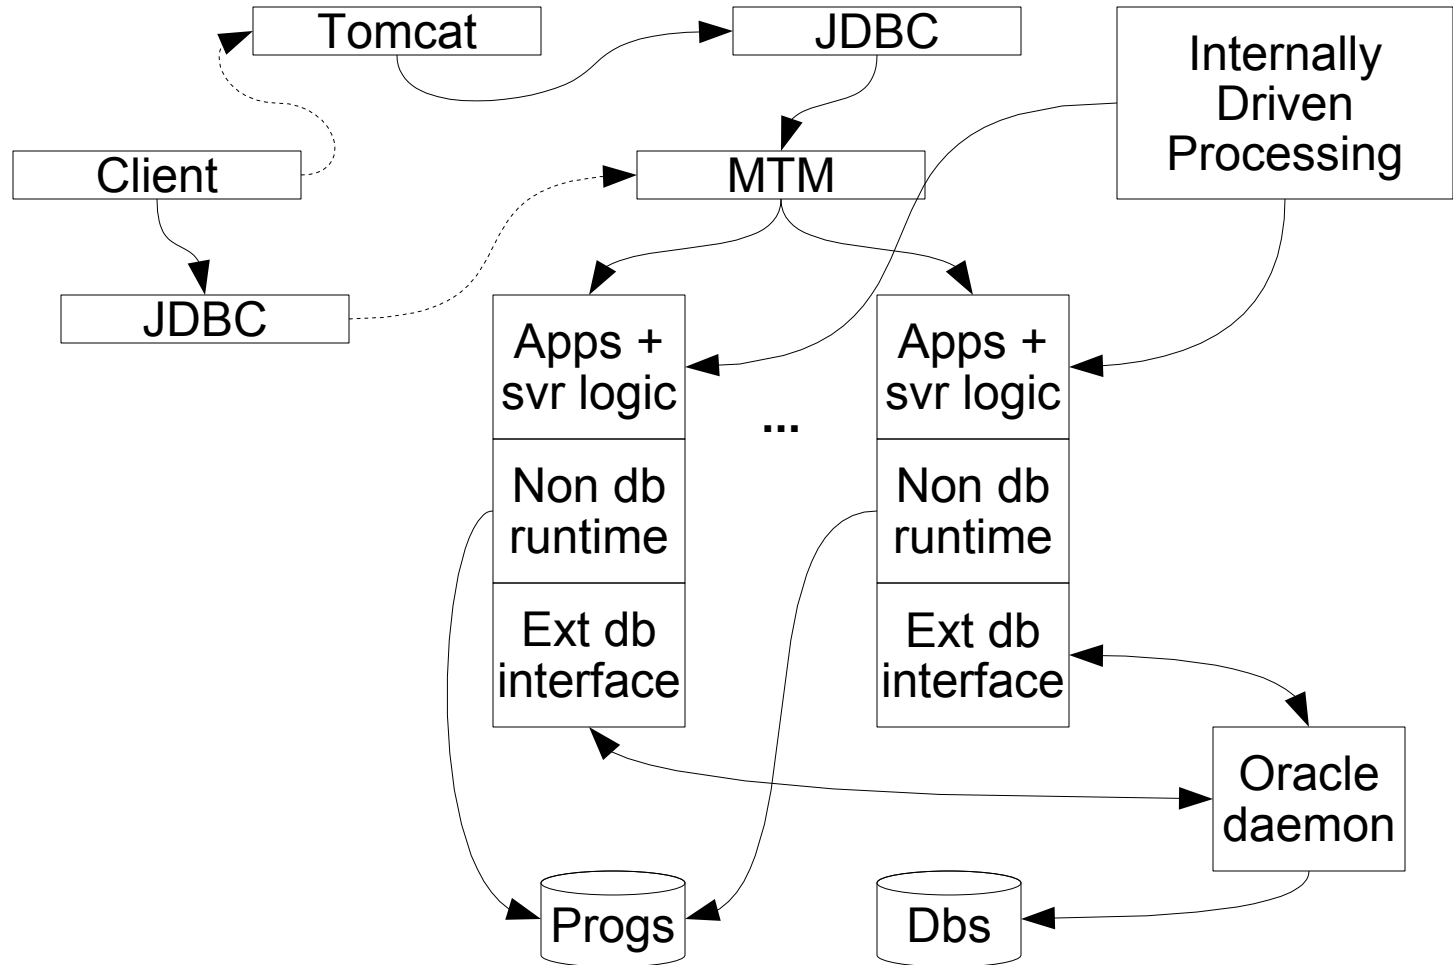 Tomcat
JDBC
Internally
Driven
Processing
Client
MTM
JDBC
Apps +
svr logic
Apps +
svr logic
...
Non db
runtime
Non db
runtime
Ext db
interface
Ext db
interface
Oracle
daemon
Progs
Dbs